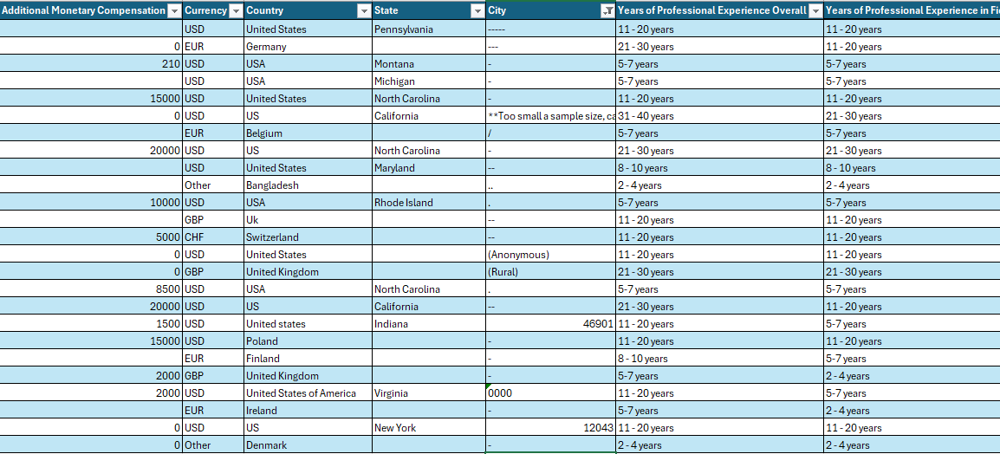 Additional Monetary Compensation Currency Country State City Years of Professional Experience Overall Years of Professional Experience in Fi
USD United States Pennsylvania ----- 11 - 20 years 11 - 20 years
0 EUR Germany --- 21 - 30 years 11 - 20 years
210 USD USA Montana - 5-7 years 5-7 years
USD USA Michigan - 5-7 years 5-7 years
15000 USD United States North Carolina - 11 - 20 years 11 - 20 years
0 USD US California **Too small a sample size, ca 31 - 40 years 21 - 30 years
EUR Belgium / 5-7 years 5-7 years
20000 USD US North Carolina - 21 - 30 years 21 - 30 years
USD United States Maryland -- 8 - 10 years 8 - 10 years
Other Bangladesh .. 2 - 4 years 2 - 4 years
10000 USD USA Rhode Island . 5-7 years 5-7 years
GBP Uk -- 11 - 20 years 11 - 20 years
5000 CHF Switzerland -- 11 - 20 years 11 - 20 years
0 USD United States (Anonymous) 11 - 20 years 11 - 20 years
0 GBP United Kingdom (Rural) 21 - 30 years 21 - 30 years
8500 USD USA North Carolina . 5-7 years 5-7 years
20000 USD US California -- 21 - 30 years 11 - 20 years
1500 USD United states Indiana 46901 11 - 20 years 5-7 years
15000 USD Poland - 11 - 20 years 11 - 20 years
EUR Finland - 8 - 10 years 5-7 years
2000 GBP United Kingdom - 5-7 years 2 - 4 years
2000 USD United States of America Virginia 0000 11 - 20 years 5-7 years
EUR Ireland - 5-7 years 2 - 4 years
0 USD US New York 12043 11 - 20 years 11 - 20 years
0 Other Denmark - 2 - 4 years 2 - 4 years